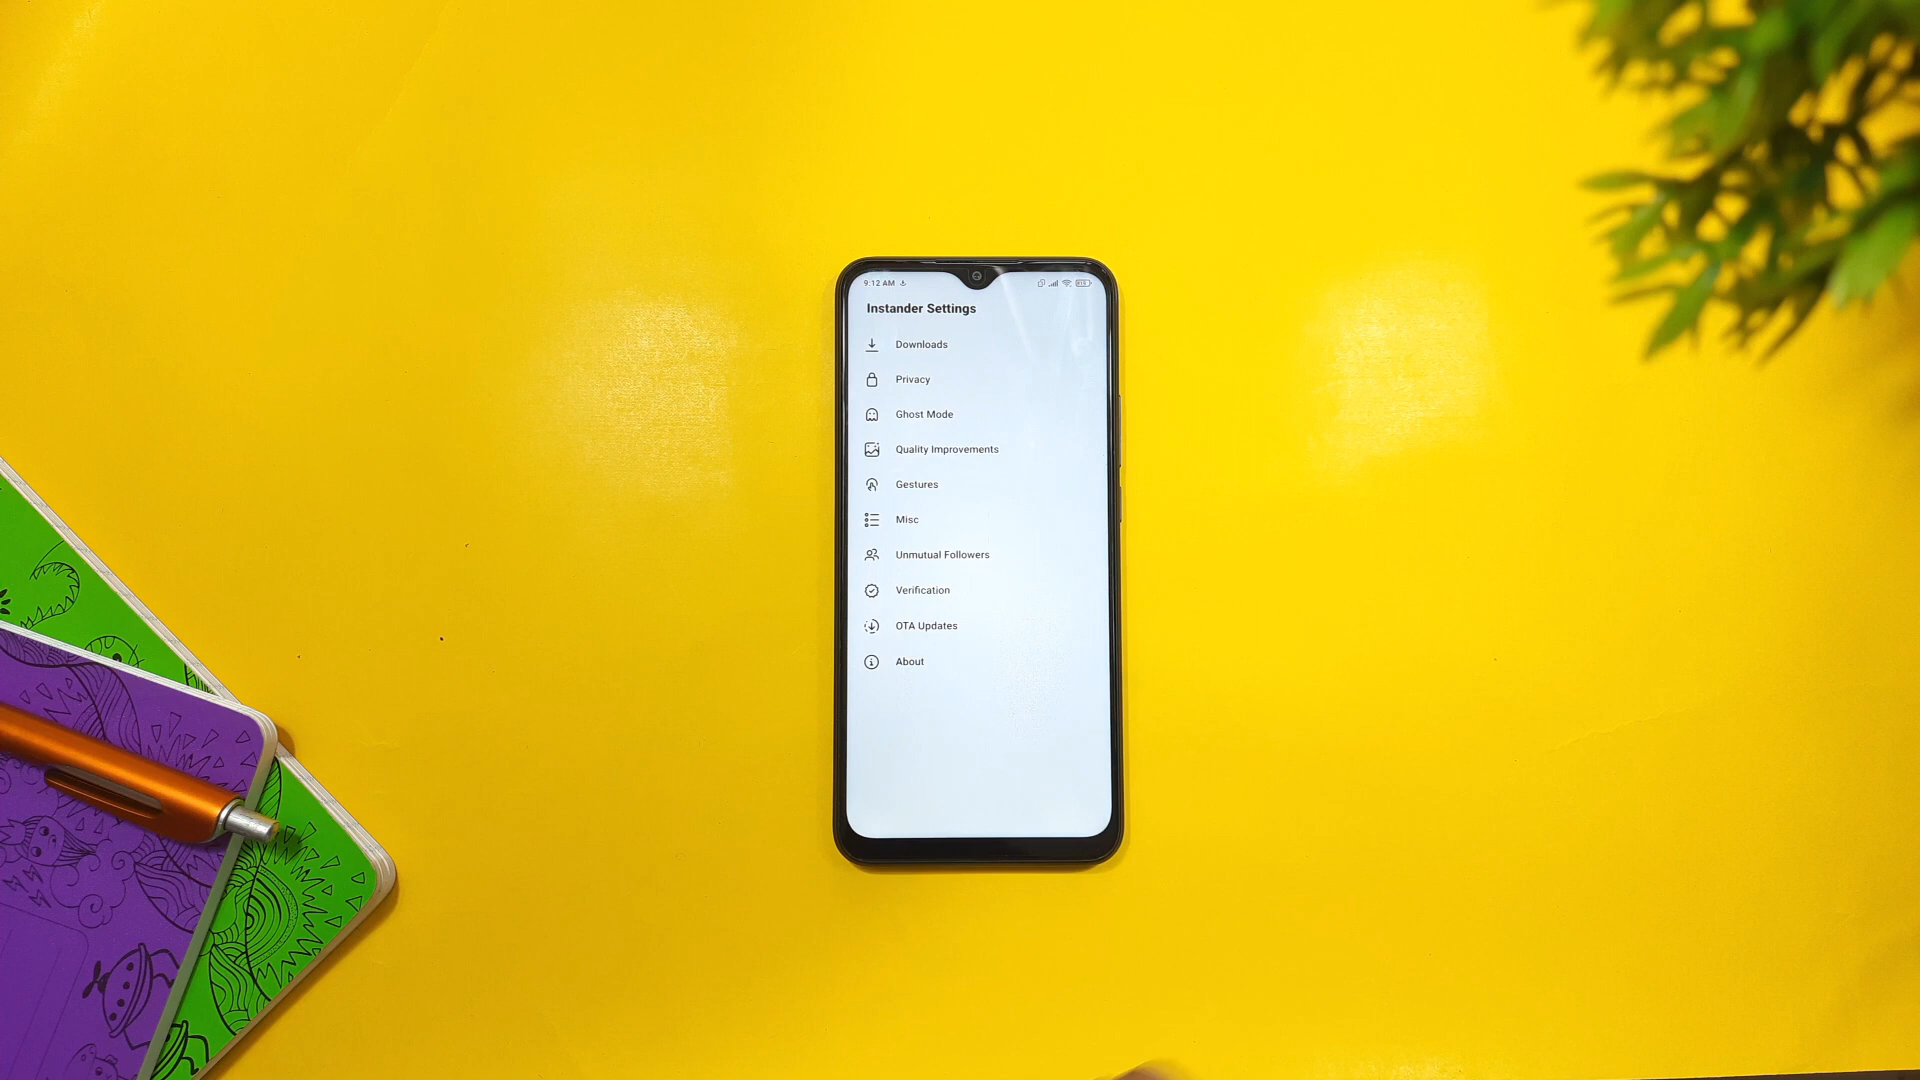 9:12 AM
Instander Settings
Downloads
Privacy
Ghost Mode
Quality Improvements
Gestures
Misc
Unmutual Followers
Verification
OTA Updates
About